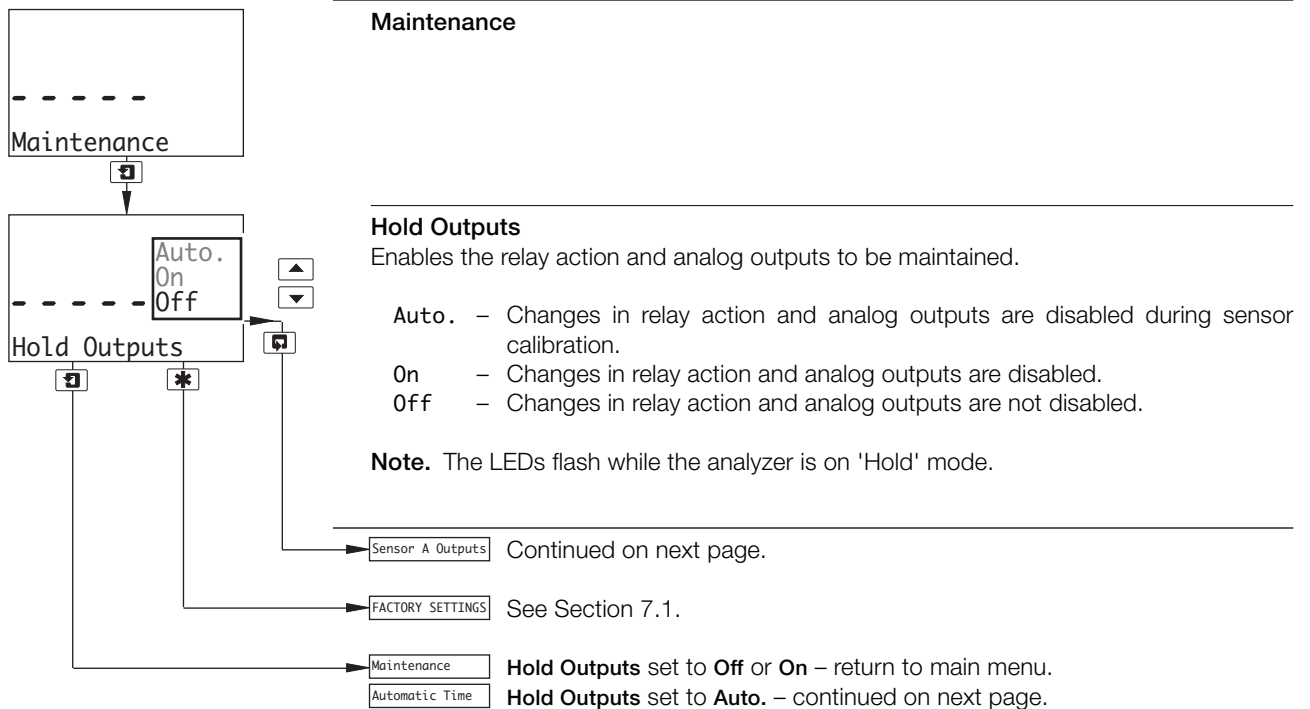 Maintenance
- - - - -
Maintenance
Hold Outputs
Enables the relay action and analog outputs to be maintained.
Auto.
On
- - - - - Off
Hold Outputs
Auto. – Changes in relay action and analog outputs are disabled during sensor
calibration.
On – Changes in relay action and analog outputs are disabled.
Off – Changes in relay action and analog outputs are not disabled.
Note. The LEDs flash while the analyzer is on 'Hold' mode.
Sensor A Outputs Continued on next page.
FACTORY SETTINGS See Section 7.1.
Maintenance Hold Outputs set to Off or On – return to main menu.
Automatic Time Hold Outputs set to Auto. – continued on next page.